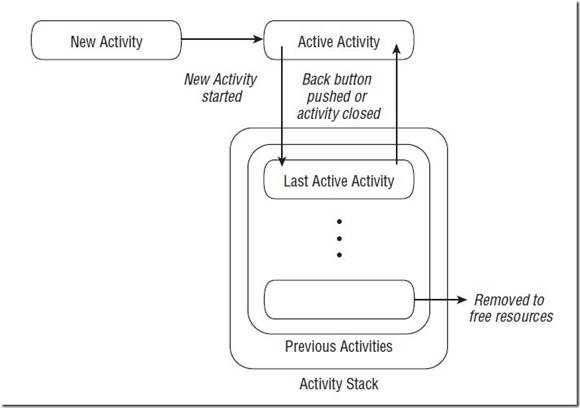 New Activity
Active Activity
New Activity
started
Back button
pushed or
activity closed
Last Active Activity
Removed to
free resources
Previous Activities
Activity Stack